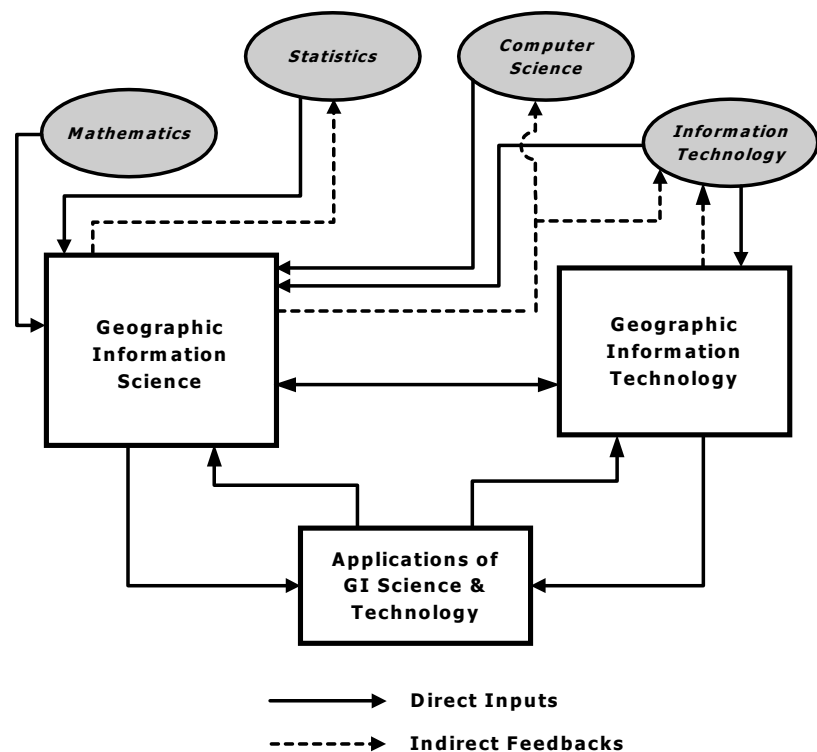 Statistics
Computer
Science
Mathematics
Information
Technology
Geographic
Information
Science
Geographic
Information
Technology
Applications of
GI Science &
Technology
Direct Inputs
Indirect Feedbacks